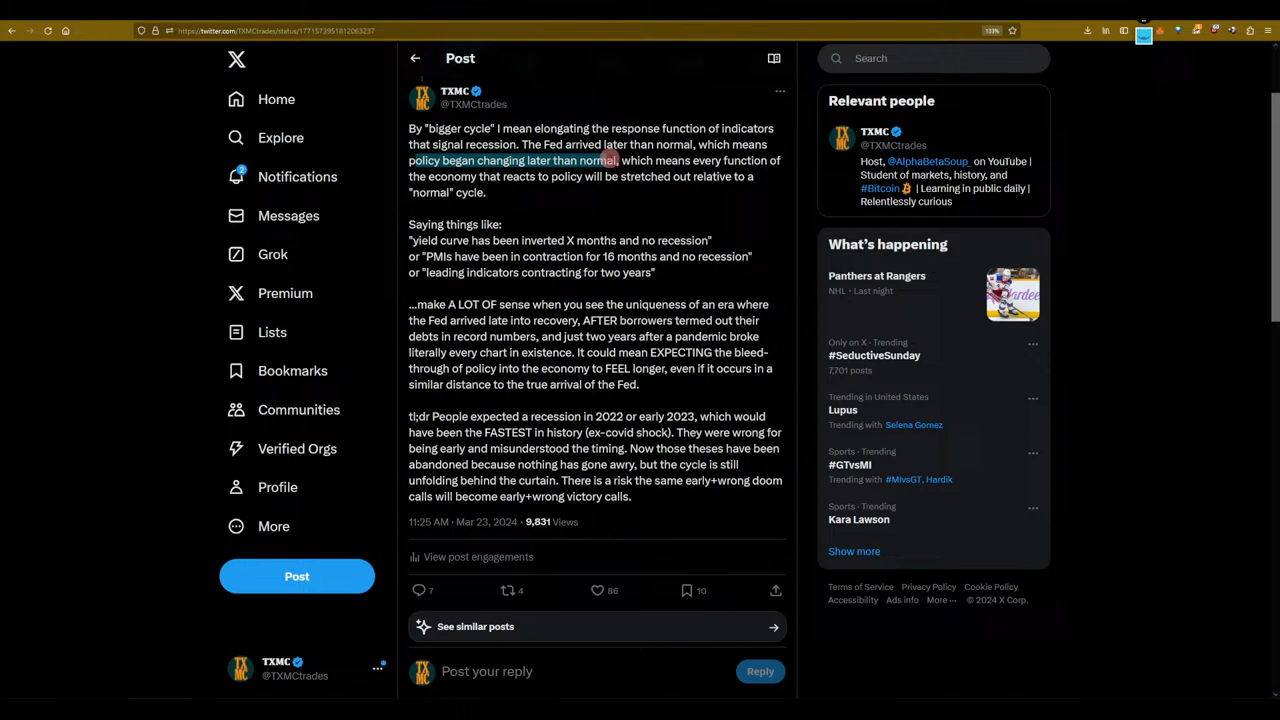 https://twitter.com/TXMCtrades/status/1771573951812063237
133%
Home
Explore
2
Notifications
Messages
Grok
Premium
Lists
Bookmarks
Communities
Verified Orgs
Profile
More
Post
TXMC
@TXMCtrades
Post
TXMC
@TXMCtrades
By "bigger cycle" I mean elongating the response function of indicators
that signal recession. The Fed arrived later than normal, which means
policy began changing later than normal, which means every function of
the economy that reacts to policy will be stretched out relative to a
"normal" cycle.
Saying things like:
"yield curve has been inverted X months and no recession"
or "PMIs have been in contraction for 16 months and no recession"
or "leading indicators contracting for two years"
...make A LOT OF sense when you see the uniqueness of an era where
the Fed arrived late into recovery, AFTER borrowers termed out their
debts in record numbers, and just two years after a pandemic broke
literally every chart in existence. It could mean EXPECTING the bleed-
through of policy into the economy to FEEL longer, even if it occurs in a
similar distance to the true arrival of the Fed.
tl;dr People expected a recession in 2022 or early 2023, which would
have been the FASTEST in history (ex-covid shock). They were wrong for
being early and misunderstood the timing. Now those theses have been
abandoned because nothing has gone awry, but the cycle is still
unfolding behind the curtain. There is a risk the same early+wrong doom
calls will become early+wrong victory calls.
11:25 AM · Mar 23, 2024 · 9,831 Views
View post engagements
7 4 86 10
See similar posts
Post your reply
Reply
Search
Relevant people
TXMC
@TXMCtrades
Host, @AlphaBetaSoup_ on YouTube |
Student of markets, history, and
#Bitcoin | Learning in public daily |
Relentlessly curious
What's happening
Panthers at Rangers
NHL · Last night
Only on X · Trending
#SeductiveSunday
7,701 posts
Trending in United States
Lupus
Trending with Selena Gomez
Sports · Trending
#GTvsMI
Trending with #MIvsGT, Hardik
Sports · Trending
Kara Lawson
Show more
Terms of Service Privacy Policy Cookie Policy
Accessibility Ads info More ··· © 2024 X Corp.